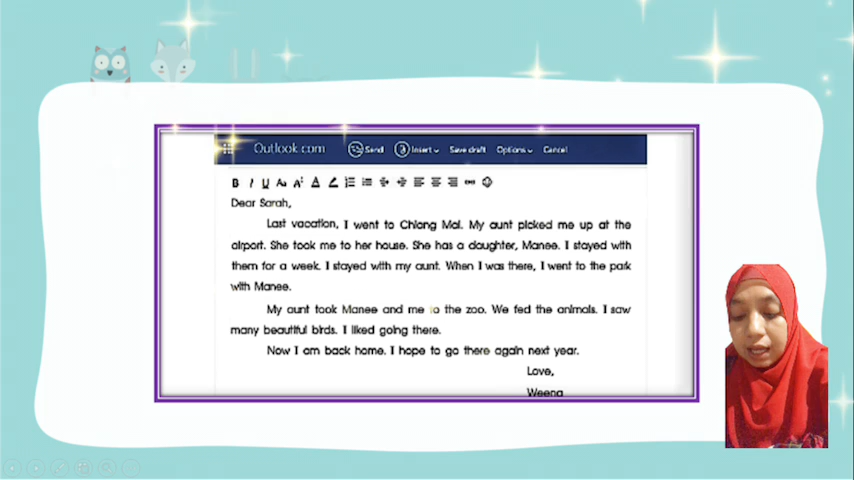 Outlook.com Send Insert Save draft Options Cancel
B I U Aa A A
Dear Sarah,
Last vacation, I went to Chiang Mai. My aunt picked me up at the
airport. She took me to her house. She has a daughter, Manee. I stayed with
them for a week. I stayed with my aunt. When I was there, I went to the park
with Manee.
My aunt took Manee and me to the zoo. We fed the animals. I saw
many beautiful birds. I liked going there.
Now I am back home. I hope to go there again next year.
Love,
Weena